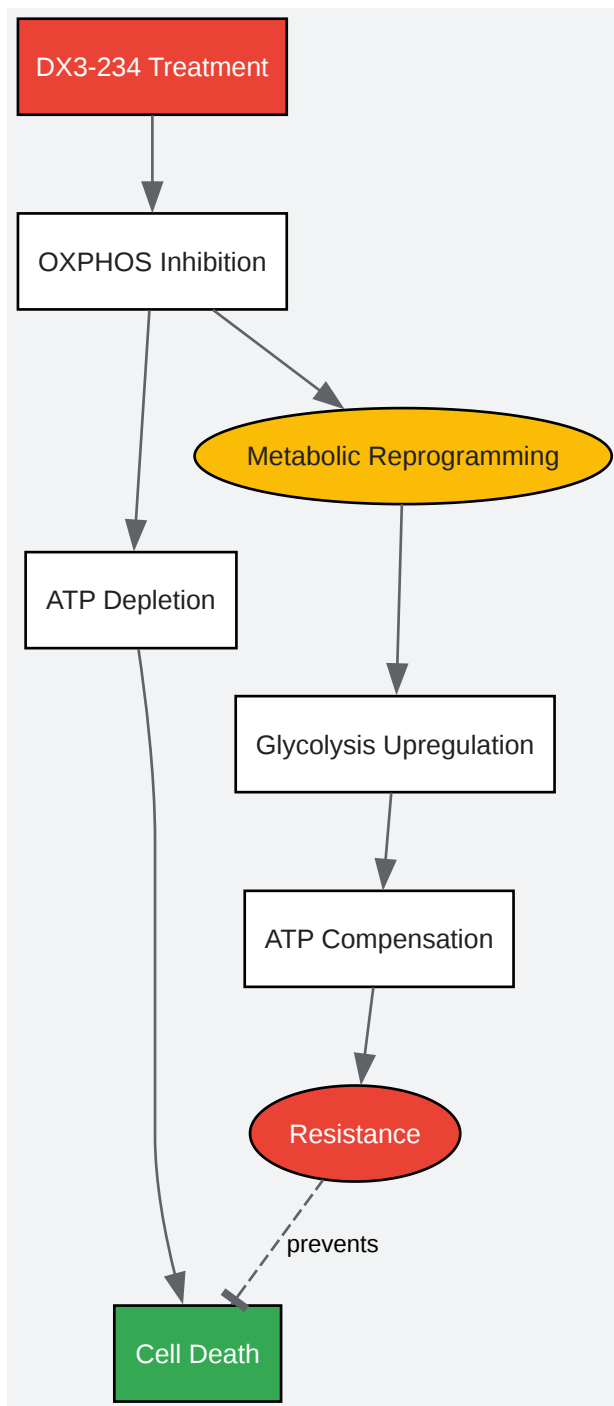 DX3-234 Treatment
OXPHOS Inhibition
Metabolic Reprogramming
ATP Depletion
Glycolysis Upregulation
ATP Compensation
Resistance
prevents
Cell Death